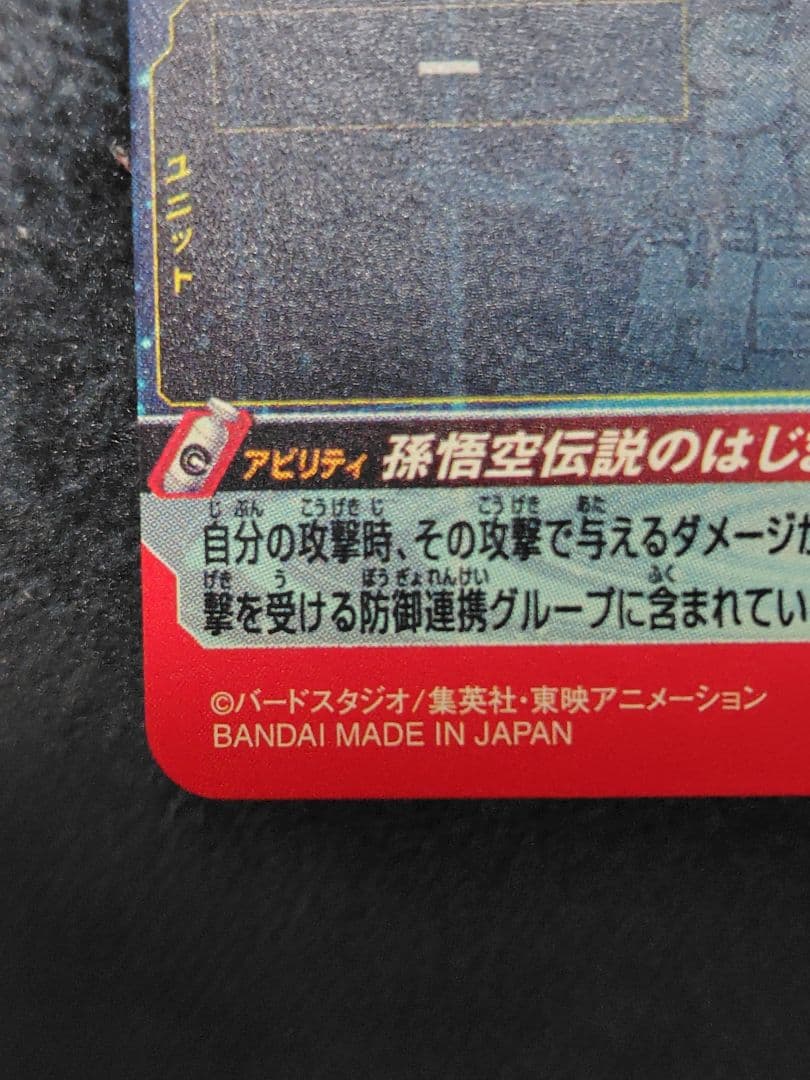 ー
ユニット
Ⓒ アビリティ 孫悟空伝説のはじ
じ ぶん こうげき じ こうげき あた
自分の攻撃時、その攻撃で与えるダメージが
げき う ぼうぎょれんけい ふく
撃を受ける防御連携グループに含まれてい
©バードスタジオ/集英社・東映アニメーション
BANDAI MADE IN JAPAN